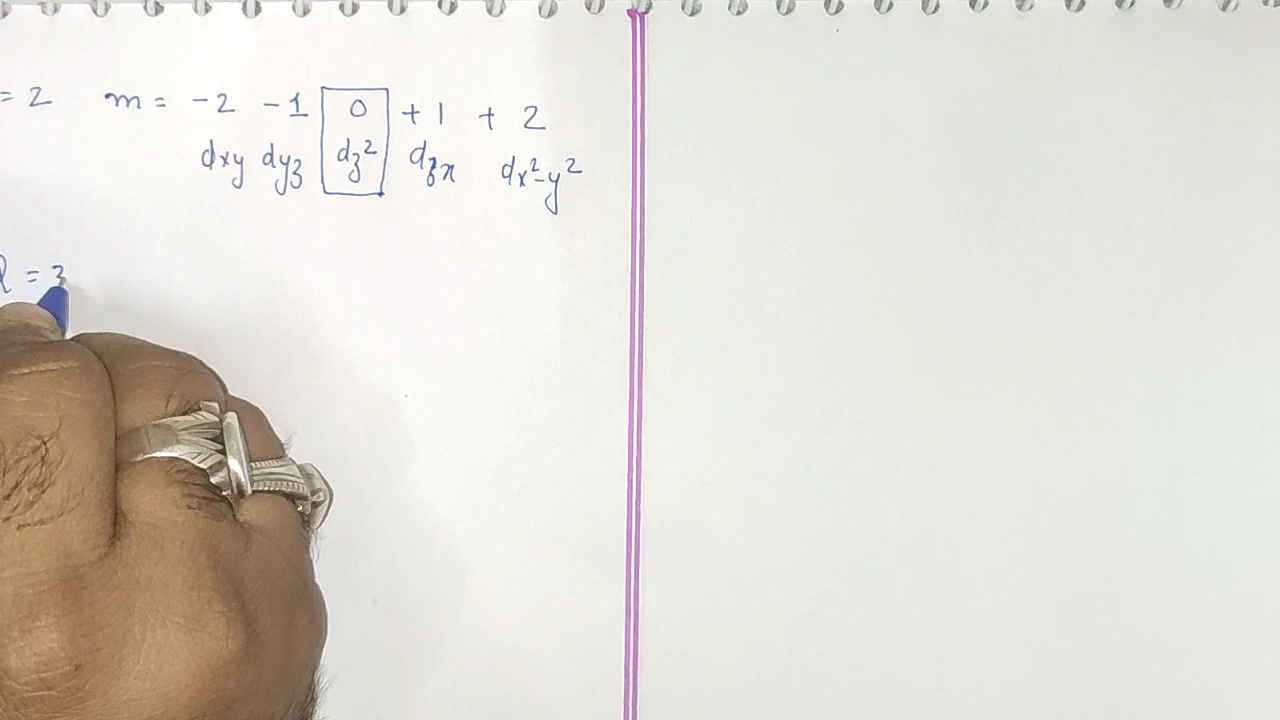 = 2 m = -2 -1 0 +1 +2
dxy dyz dz² dzx dx²-y²
l = 3